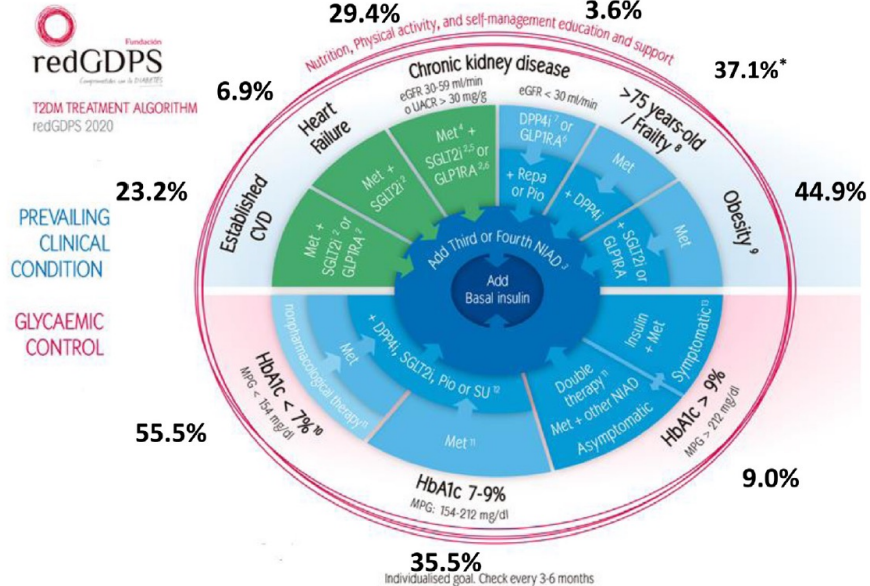 29.4%
3.6%
Nutrition, Physical activity, and self-management education and support
Fundación
redGDPS
Comprometidos con la DIABETES
T2DM TREATMENT ALGORITHM
redGDPS 2020
6.9%
37.1%*
23.2%
44.9%
PREVAILING
CLINICAL
CONDITION
GLYCAEMIC
CONTROL
Established
CVD
Heart
Failure
Chronic kidney disease
eGFR 30-59 ml/min
o UACR > 30 mg/g
eGFR < 30 ml/min
>75 years-old
/ Frailty 8
Obesity 9
Met +
SGLT2i 2 or
GLP1RA 2
Met +
SGLT2i 2
Met 4 +
SGLT2i 2,5 or
GLP1RA 2,6
DPP4i 7 or
GLP1RA 6
+ Repa
or Pio
Met
+ DPP4i
Met
+ SGLT2i or
GLP1RA
Add Third or Fourth NIAD 3
Add
Basal insulin
nonpharmacological therapy 11
Met
+ DPP4i, SGLT2i, Pio or SU 12
Met 11
Double
therapy 11
Met + other NIAD
Asymptomatic
Insulin
+ Met
Symptomatic 13
HbA1c < 7% 10
MPG < 154 mg/dl
HbA1c 7-9%
MPG: 154-212 mg/dl
HbA1c > 9%
MPG > 212 mg/dl
55.5%
9.0%
35.5%
Individualised goal. Check every 3-6 months